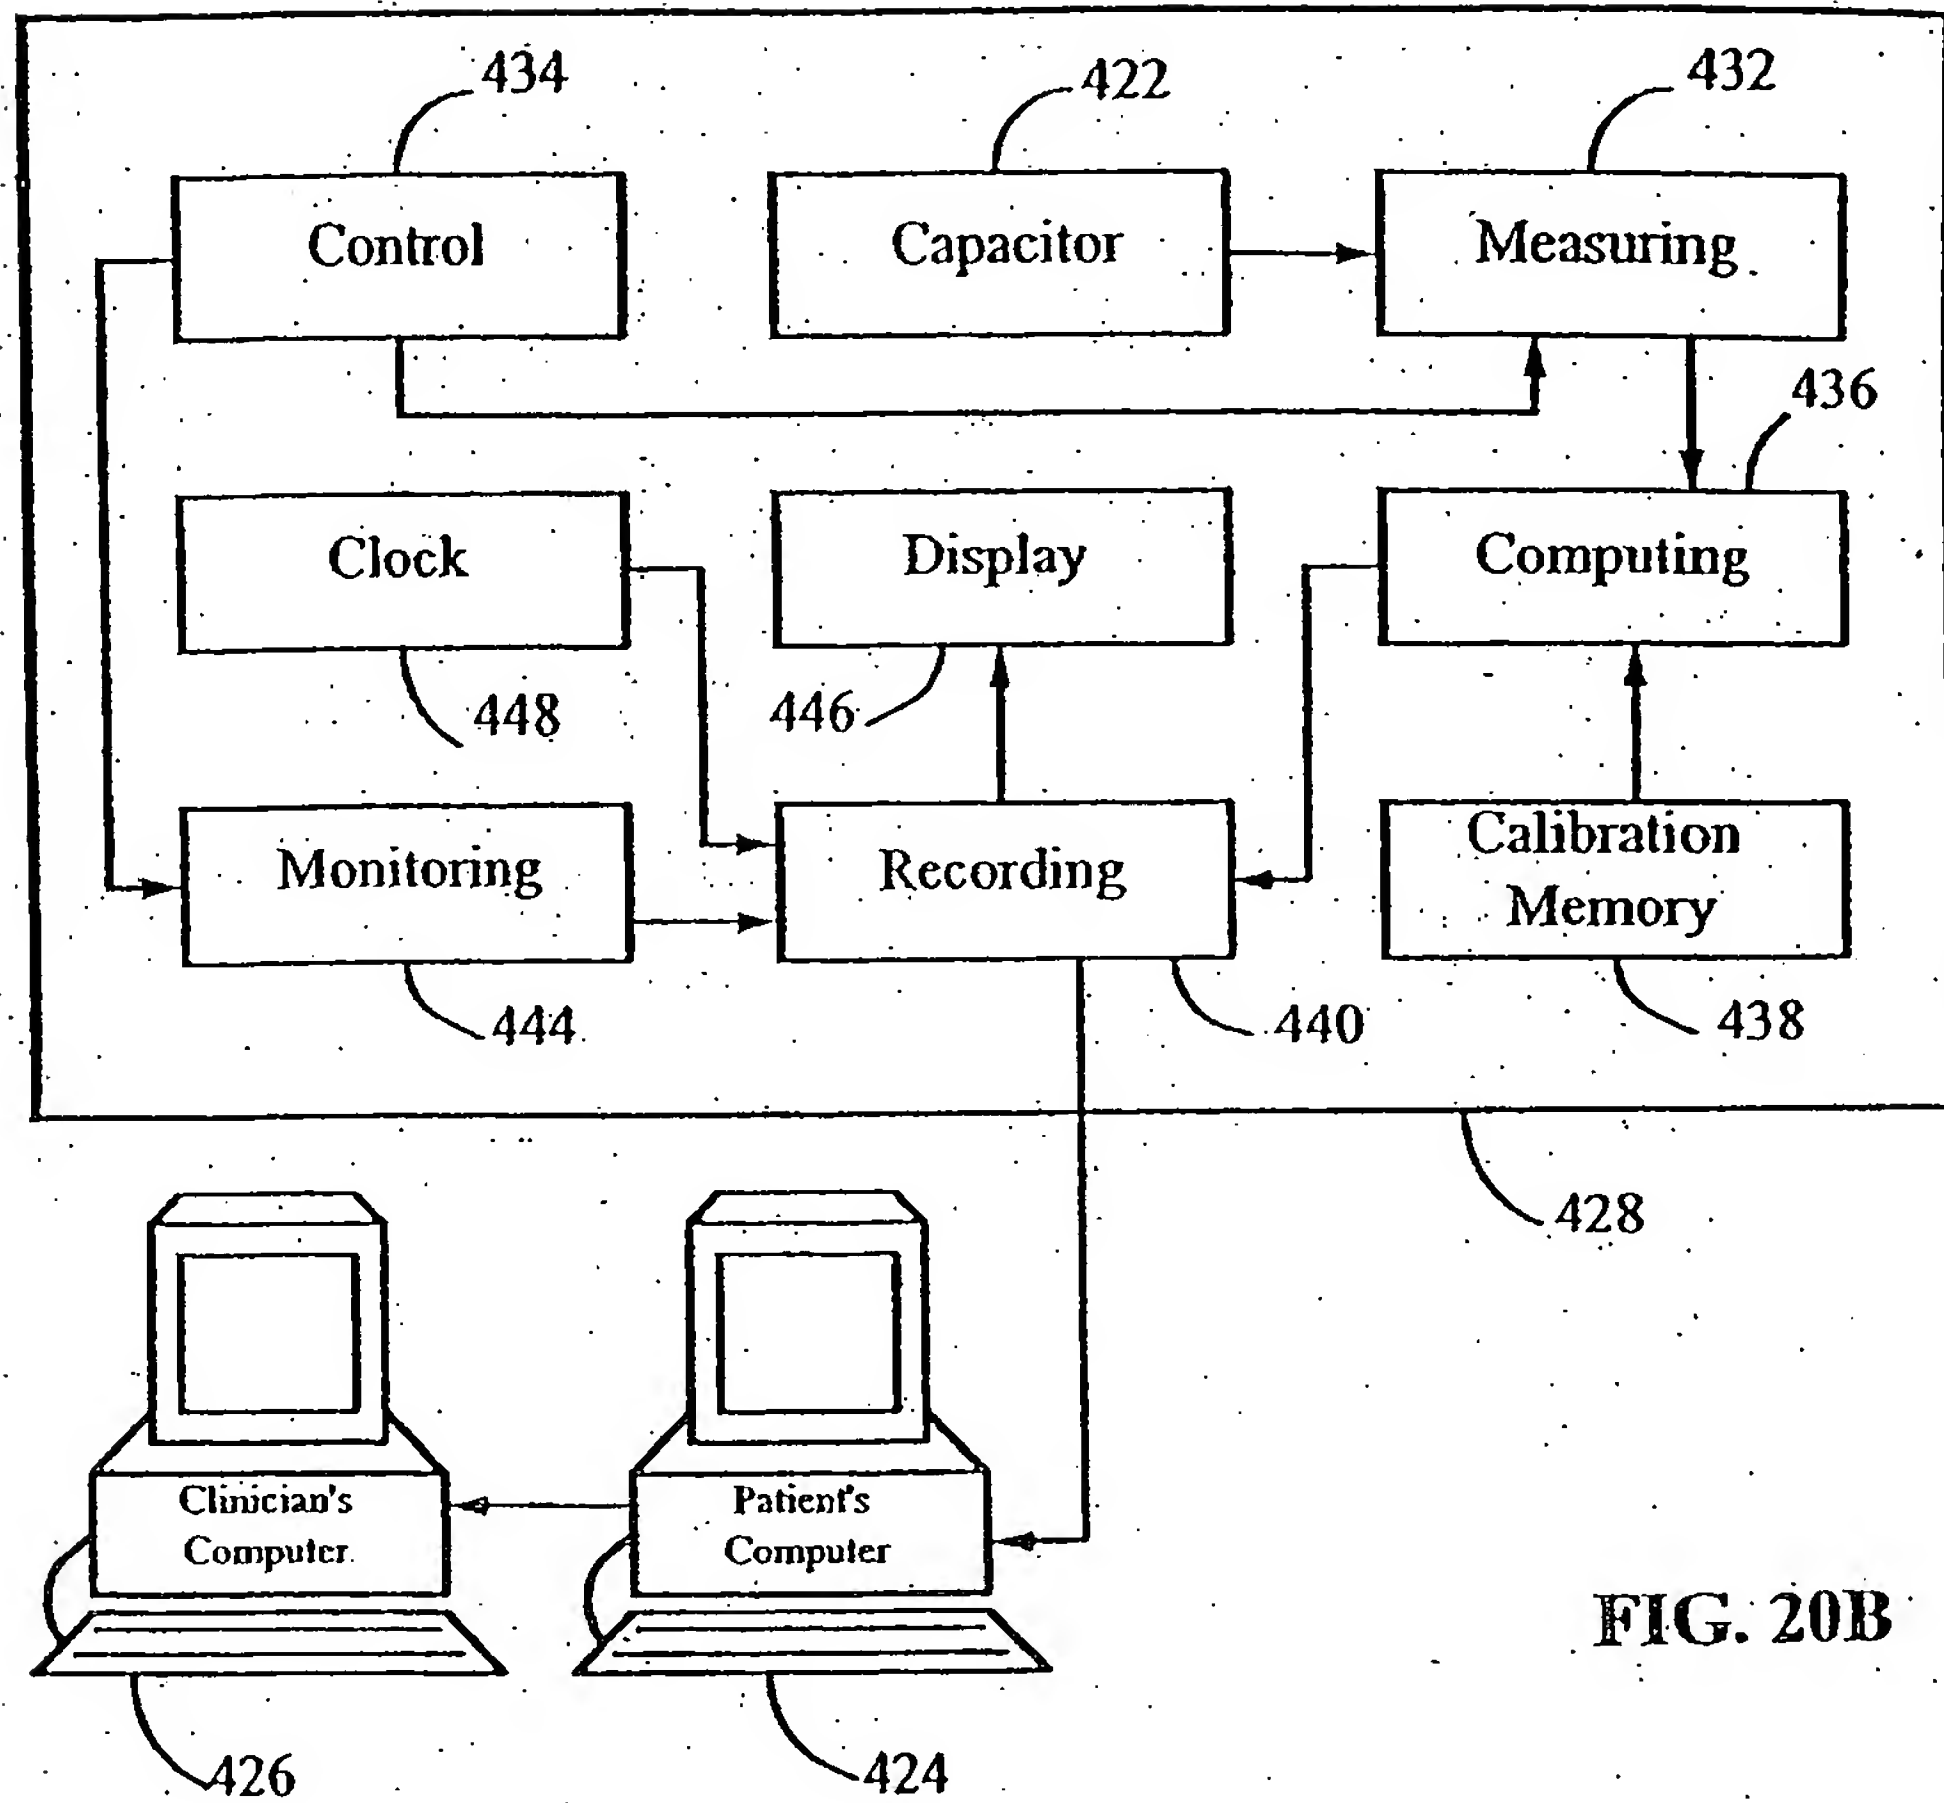 434
422
432
Control
Capacitor
Measuring
436
Clock
Display
Computing
448
446
Monitoring
Recording
Calibration
Memory
444
440
438
428
Clinician's
Computer
Patient's
Computer
FIG. 20B
426
424